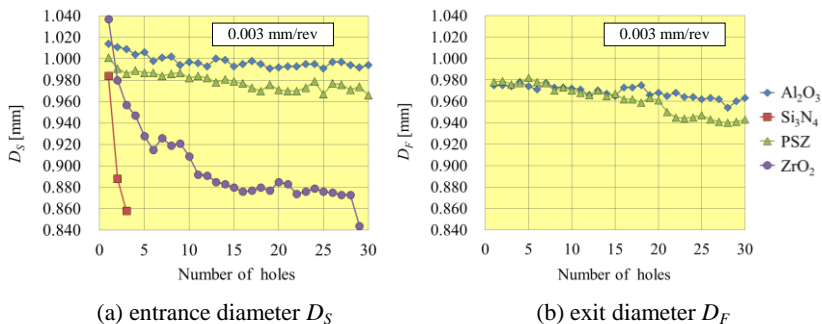 1.040
1.020
1.000
0.980
0.960
0.940
0.920
0.900
0.880
0.860
0.840
D_S [mm]
0.003 mm/rev
0 5 10 15 20 25 30
Number of holes
(a) entrance diameter D_S
1.040
1.020
1.000
0.980
0.960
0.940
0.920
0.900
0.880
0.860
0.840
D_F [mm]
0.003 mm/rev
0 5 10 15 20 25 30
Number of holes
(b) exit diameter D_F
Al₂O₃
Si₃N₄
PSZ
ZrO₂